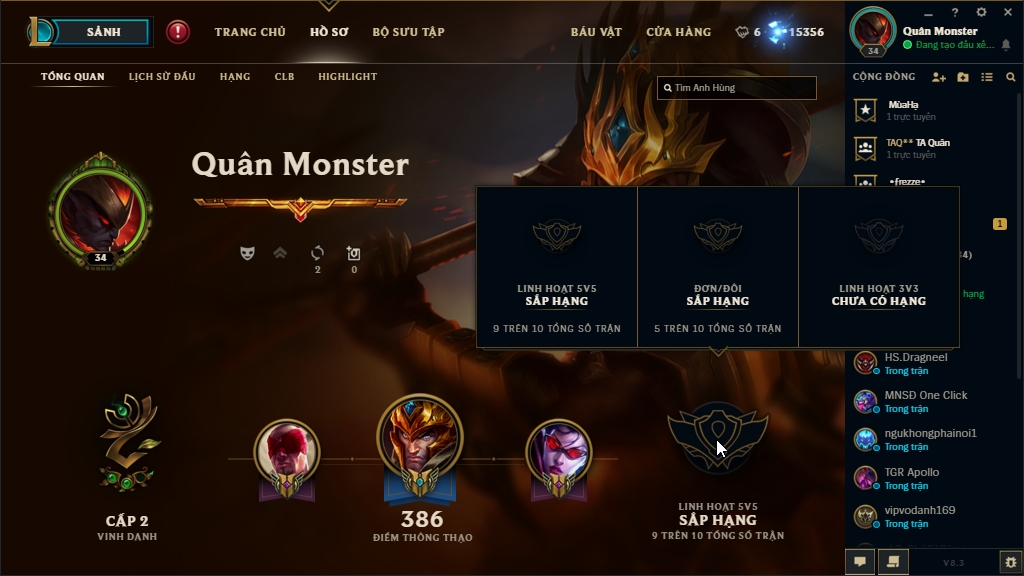 SẢNH
TRANG CHỦ
HỒ SƠ
BỘ SƯU TẬP
BÁU VẬT
CỬA HÀNG
6
15356
TỔNG QUAN
LỊCH SỬ ĐẤU
HẠNG
CLB
HIGHLIGHT
Tìm Anh Hùng
34
Quân Monster
Đang tạo đấu xế...
CỘNG ĐỒNG
MùaHạ
1 trực tuyến
TAQ** TA Quân
1 trực tuyến
•frezze•
1
4)
hạng
Quân Monster
34
2
0
LINH HOẠT 5V5
SẮP HẠNG
9 TRÊN 10 TỔNG SỐ TRẬN
ĐƠN/ĐÔI
SẮP HẠNG
5 TRÊN 10 TỔNG SỐ TRẬN
LINH HOẠT 3V3
CHƯA CÓ HẠNG
HS.Dragneel
Trong trận
MNSĐ One Click
Trong trận
ngukhongphainoi1
Trong trận
TGR Apollo
Trong trận
vipvodanh169
Trong trận
CẤP 2
VINH DANH
386
ĐIỂM THÔNG THẠO
LINH HOẠT 5V5
SẮP HẠNG
9 TRÊN 10 TỔNG SỐ TRẬN
V8.3